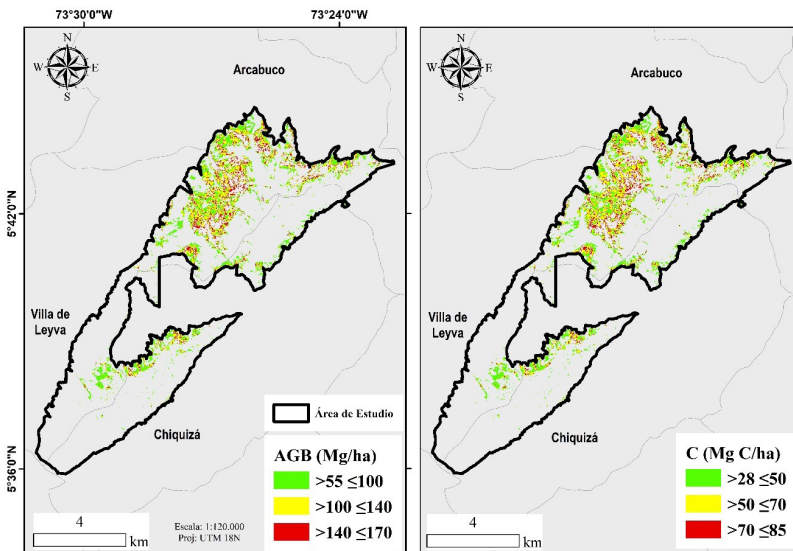 73°30'0"W
73°24'0"W
5°42'0"N
5°36'0"N
N
W
E
S
Arcabuco
Villa de
Leyva
Chiquizá
Área de Estudio
AGB (Mg/ha)
>55 ≤100
>100 ≤140
>140 ≤170
4
km
Escala: 1:120.000
Proj: UTM 18N
N
W
E
S
Arcabuco
Villa de
Leyva
Chiquizá
C (Mg C/ha)
>28 ≤50
>50 ≤70
>70 ≤85
4
km